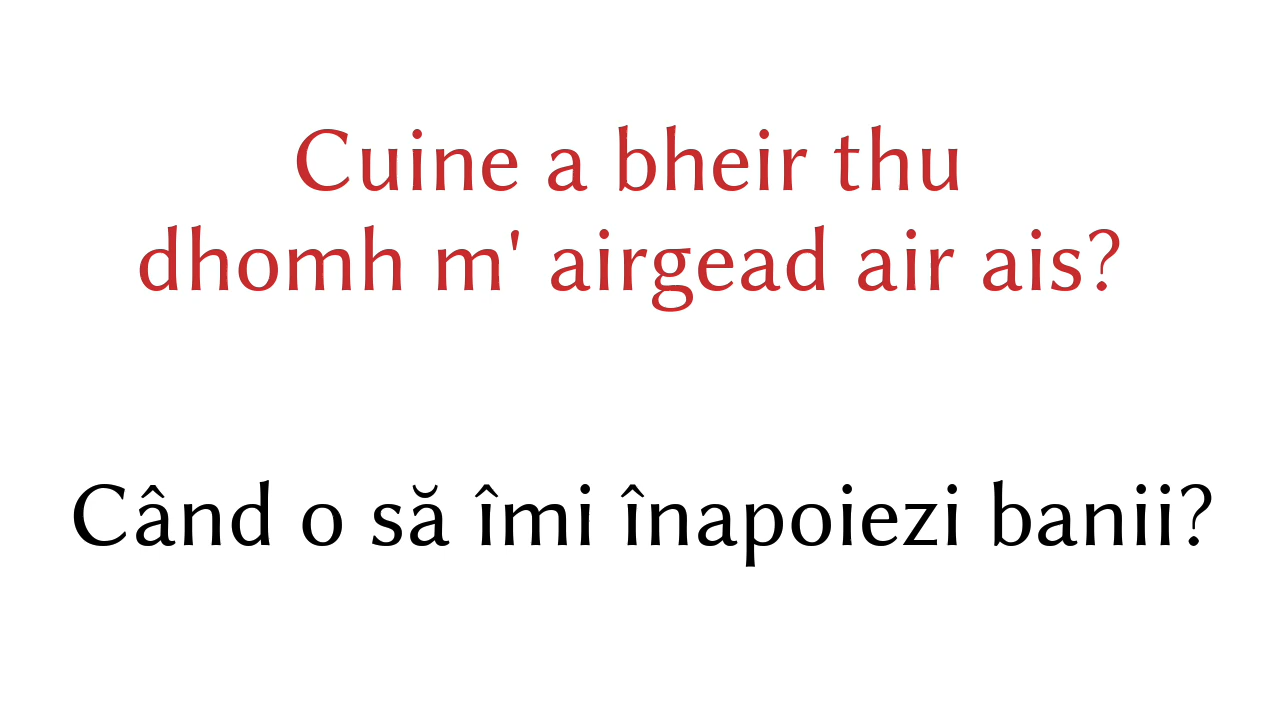 Cuine a bheir thu
dhomh m' airgead air ais?
Când o să îmi înapoiezi banii?